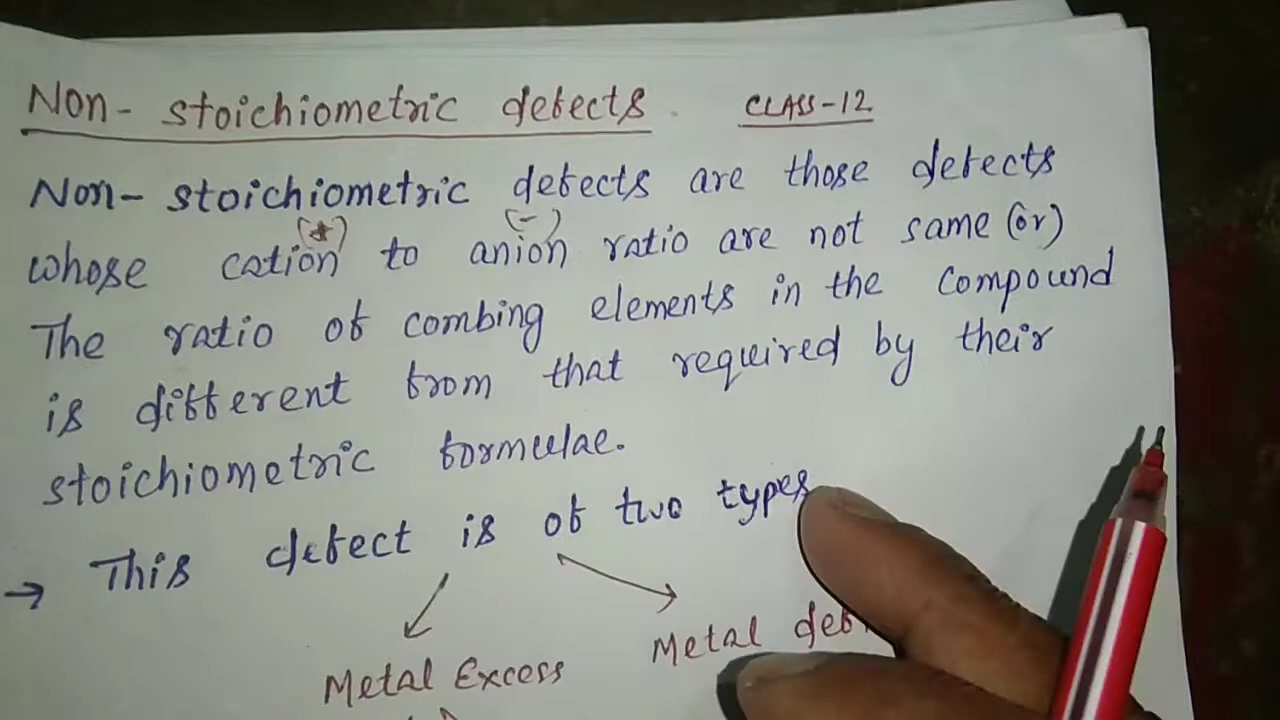 Non- stoichiometric defects. CLASS-12
Non- stoichiometric defects are those defects
(+) (-)
whose cation to anion ratio are not same (or)
The ratio of combing elements in the compound
is different from that required by their
stoichiometric formulae.
→ This defect is of two types
Metal Excess Metal